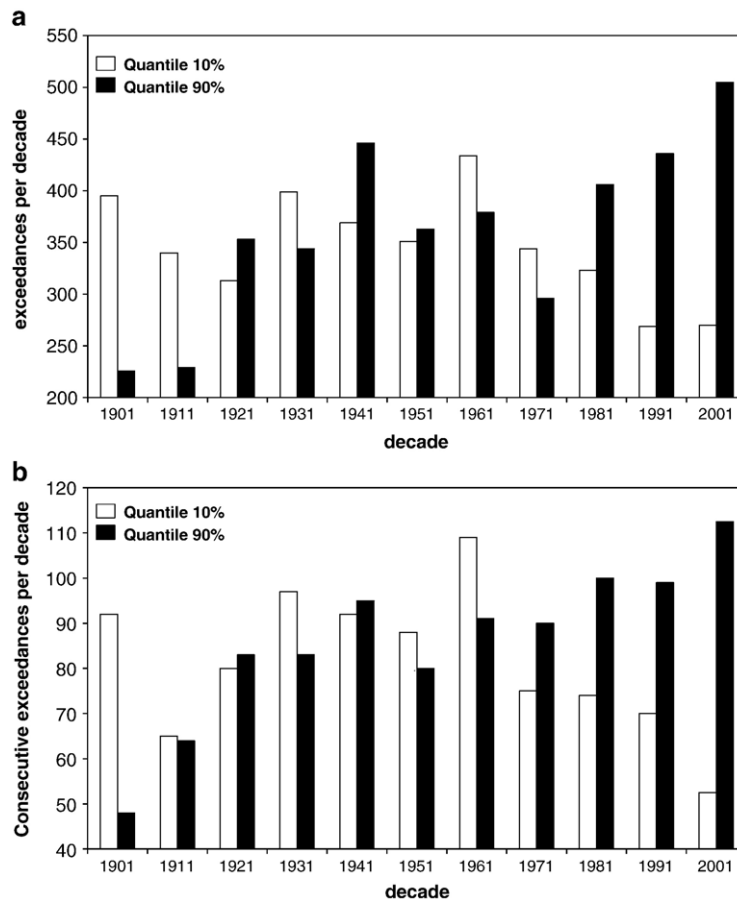 a
550
500
450
400
350
300
250
200
exceedances per decade
Quantile 10%
Quantile 90%
1901 1911 1921 1931 1941 1951 1961 1971 1981 1991 2001
decade
b
120
110
100
90
80
70
60
50
40
Consecutive exceedances per decade
Quantile 10%
Quantile 90%
1901 1911 1921 1931 1941 1951 1961 1971 1981 1991 2001
decade